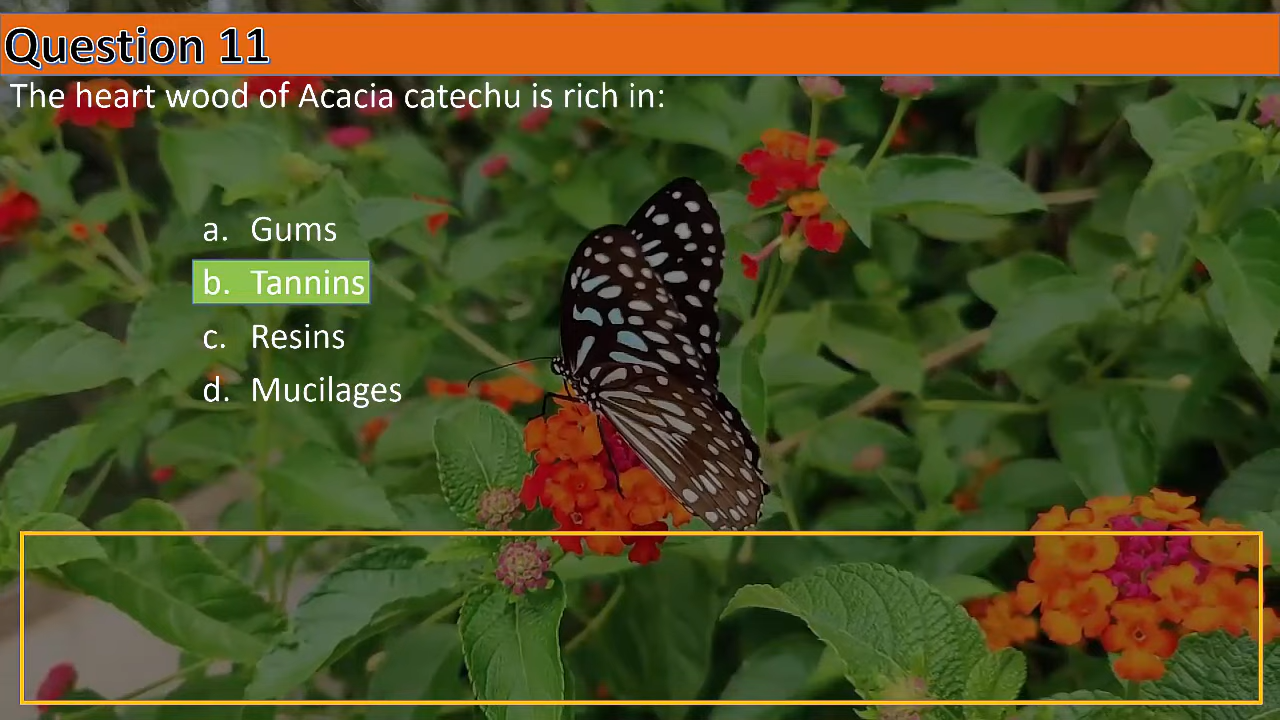 Question 11
The heart wood of Acacia catechu is rich in:
a. Gums
b. Tannins
c. Resins
d. Mucilages